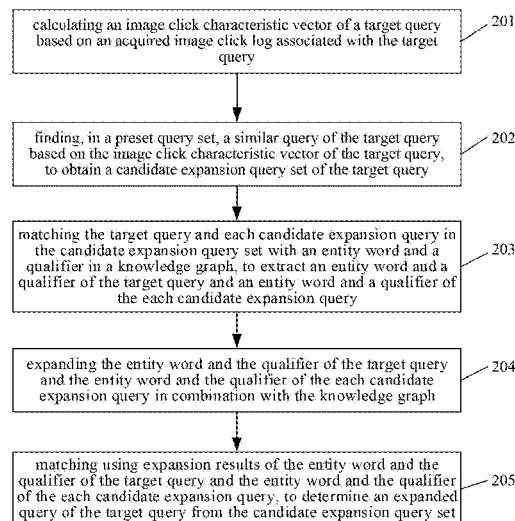 calculating an image click characteristic vector of a target query
based on an acquired image click log associated with the target
query
201
finding, in a preset query set, a similar query of the target query
based on the image click characteristic vector of the target query,
to obtain a candidate expansion query set of the target query
202
matching the target query and each candidate expansion query in
the candidate expansion query set with an entity word and a
qualifier in a knowledge graph, to extract an entity word and a
qualifier of the target query and an entity word and a qualifier of
the each candidate expansion query
203
expanding the entity word and the qualifier of the target query
and the entity word and the qualifier of the each candidate
expansion query in combination with the knowledge graph
204
matching using expansion results of the entity word and the
qualifier of the target query and the entity word and the qualifier
of the each candidate expansion query, to determine an expanded
query of the target query from the candidate expansion query set
205